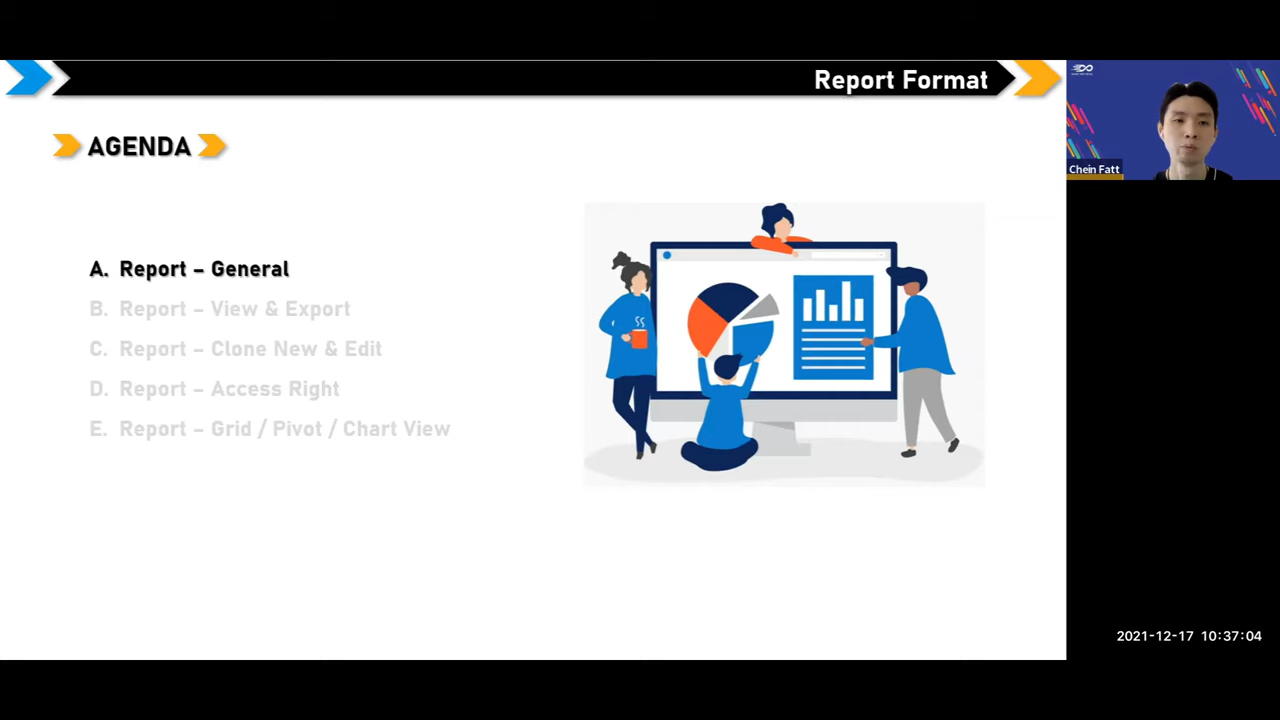 Report Format
AGENDA
A. Report – General
B. Report – View & Export
C. Report – Clone New & Edit
D. Report – Access Right
E. Report – Grid / Pivot / Chart View
Chein Fatt
2021-12-17 10:37:04